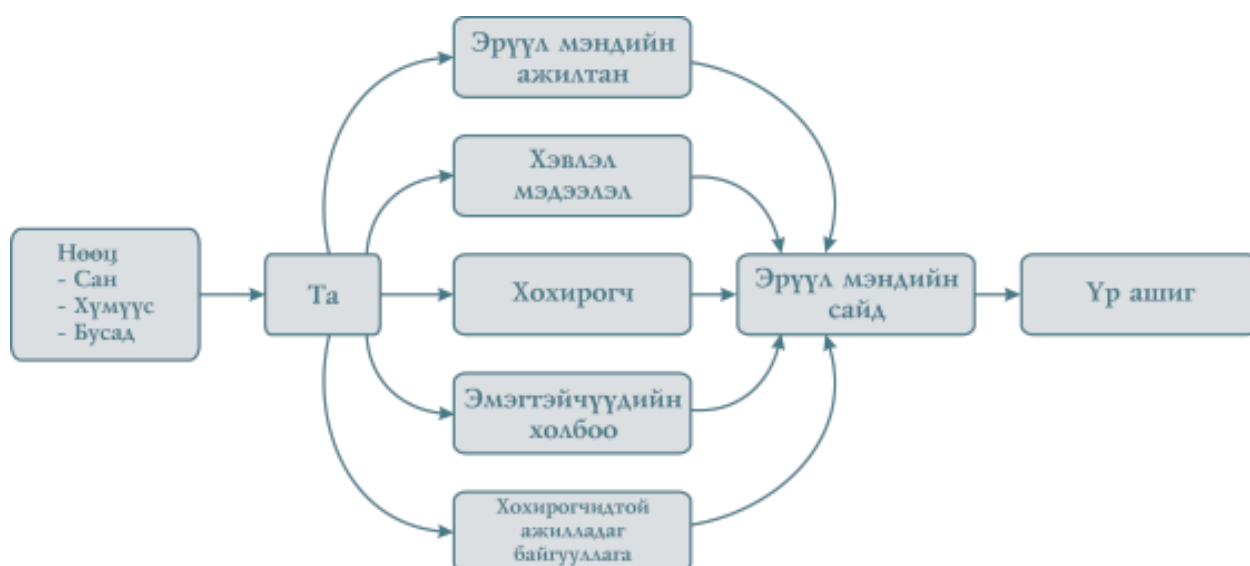 Эрүүл мэндийн
ажилтан
Хэвлэл
мэдээлэл
Нөөц
- Сан
- Хүмүүс
- Бусад
Та
Хохирогч
Эрүүл мэндийн
сайд
Үр ашиг
Эмэгтэйчүүдийн
холбоо
Хохирогчидтой
ажилладаг
байгууллага